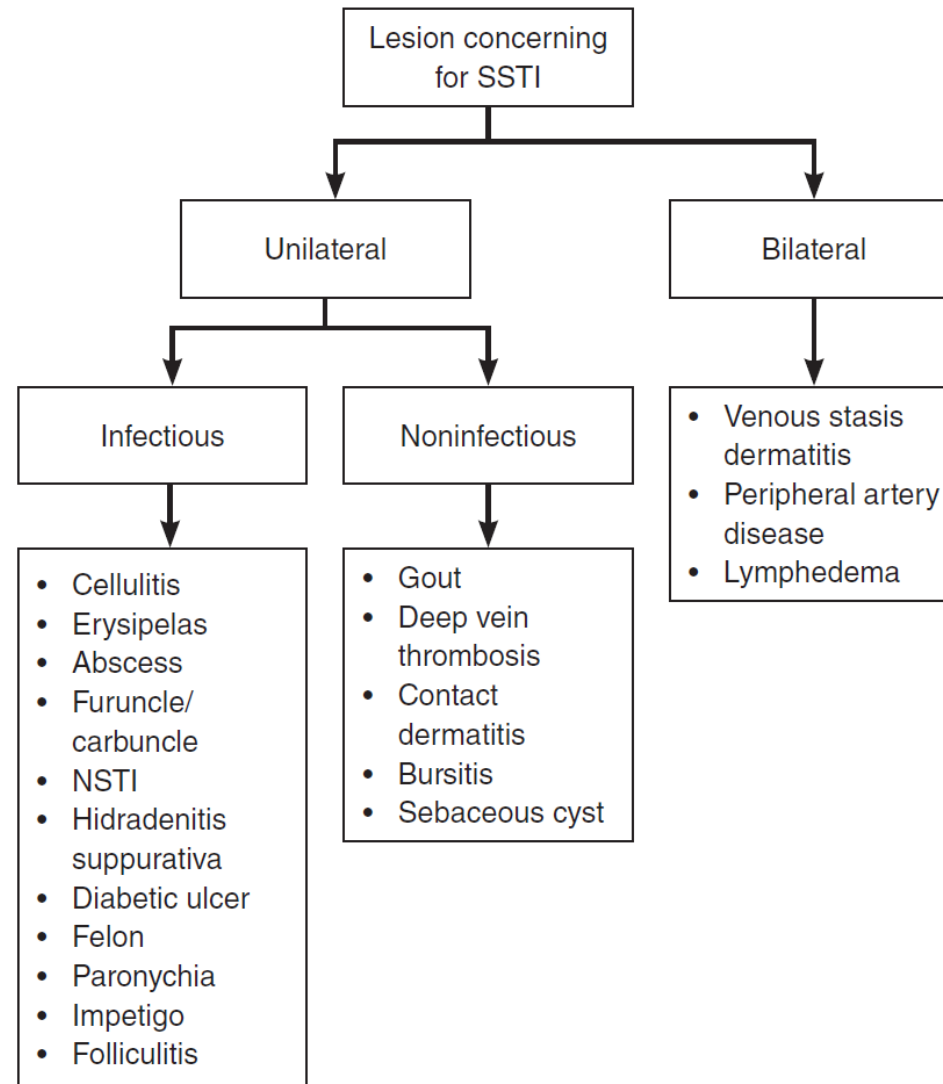 Lesion concerning
for SSTI
Unilateral
Bilateral
Infectious
Noninfectious
• Venous stasis
dermatitis
• Peripheral artery
disease
• Lymphedema
• Cellulitis
• Erysipelas
• Abscess
• Furuncle/
carbuncle
• NSTI
• Hidradenitis
suppurativa
• Diabetic ulcer
• Felon
• Paronychia
• Impetigo
• Folliculitis
• Gout
• Deep vein
thrombosis
• Contact
dermatitis
• Bursitis
• Sebaceous cyst